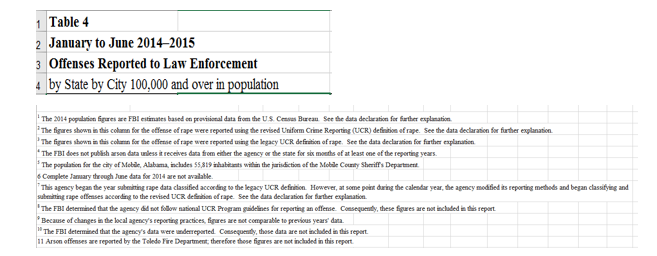 1 Table 4
2 January to June 2014–2015
3 Offenses Reported to Law Enforcement
4 by State by City 100,000 and over in population
1 The 2014 population figures are FBI estimates based on provisional data from the U.S. Census Bureau. See the data declaration for further explanation.
2 The figures shown in this column for the offense of rape were reported using the revised Uniform Crime Reporting (UCR) definition of rape. See the data declaration for further explanation.
3 The figures shown in this column for the offense of rape were reported using the legacy UCR definition of rape. See the data declaration for further explanation.
4 The FBI does not publish arson data unless it receives data from either the agency or the state for six months of at least one of the reporting years.
5 The population for the city of Mobile, Alabama, includes 55,819 inhabitants within the jurisdiction of the Mobile County Sheriff's Department.
6 Complete January through June data for 2014 are not available.
7 This agency began the year submitting rape data classified according to the legacy UCR definition. However, at some point during the calendar year, the agency modified its reporting methods and began classifying and
submitting rape offenses according to the revised UCR definition of rape. See the data declaration for further explanation.
8 The FBI determined that the agency did not follow national UCR Program guidelines for reporting an offense. Consequently, these figures are not included in this report.
9 Because of changes in the local agency's reporting practices, figures are not comparable to previous years' data.
10 The FBI determined that the agency's data were underreported. Consequently, those data are not included in this report.
11 Arson offenses are reported by the Toledo Fire Department; therefore those figures are not included in this report.